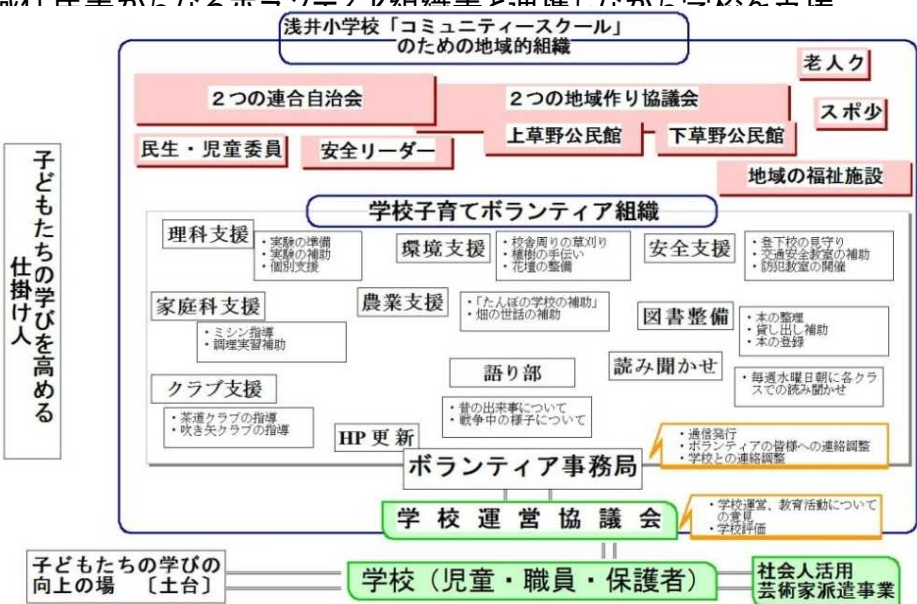 浅井小学校「コミュニティースクール」
のための地域的組織
老人ク
２つの連合自治会
２つの地域作り協議会
スポ少
上草野公民館
下草野公民館
民生・児童委員
安全リーダー
地域の福祉施設
子どもたちの学びを高める
仕掛け人
学校子育てボランティア組織
理科支援
・実験の準備
・実験の補助
・個別支援
環境支援
・校舎周りの草刈り
・植樹の手伝い
・花壇の整備
安全支援
・登下校の見守り
・交通安全教室の補助
・防犯教室の開催
家庭科支援
・ミシン指導
・調理実習補助
農業支援
・「たんぼの学校の補助」
・畑の世話の補助
図書整備
・本の整理
・貸し出し補助
・本の登録
クラブ支援
・茶道クラブの指導
・吹き矢クラブの指導
語り部
・昔の出来事について
・戦争中の様子について
読み聞かせ
・毎週水曜日朝に各クラ
スでの読み聞かせ
HP 更新
ボランティア事務局
・通信発行
・ボランティアの皆様への連絡調整
・学校との連絡調整
学校運営協議会
・学校運営、教育活動について
の意見
・学校評価
子どもたちの学びの
向上の場 〔土台〕
学校（児童・職員・保護者）
社会人活用
芸術家派遣事業